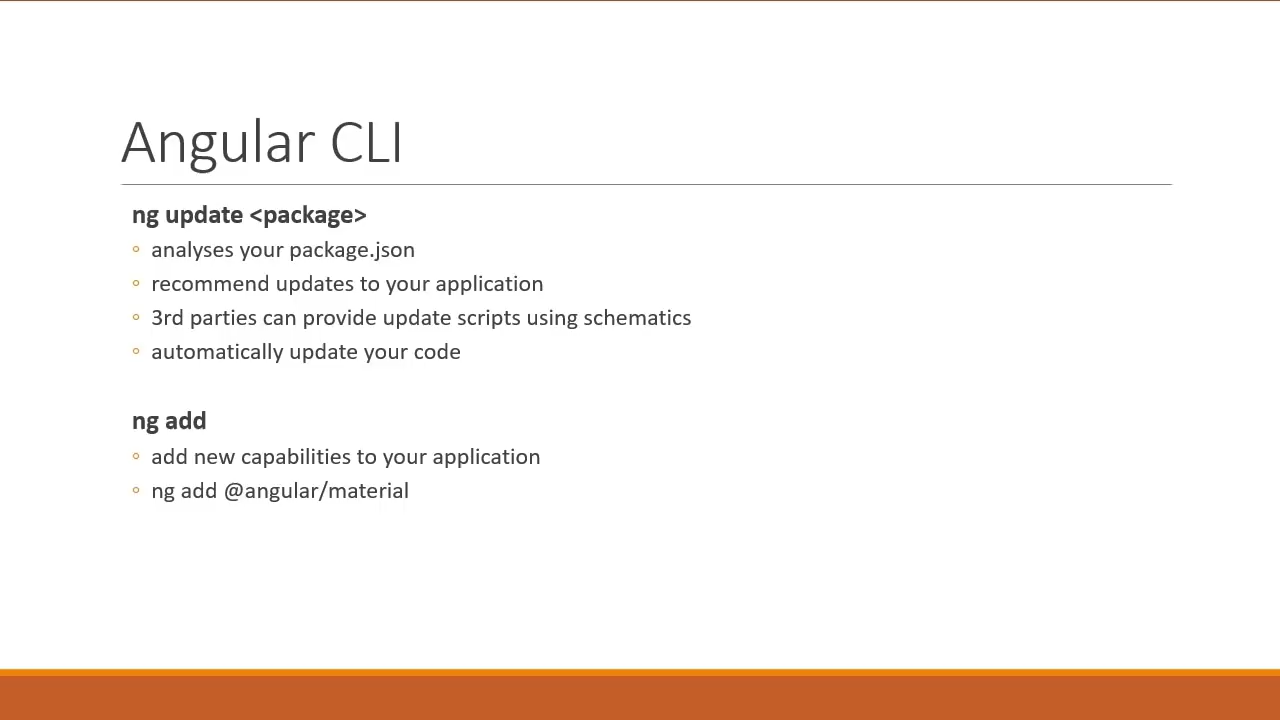 Angular CLI
ng update <package>
◦ analyses your package.json
◦ recommend updates to your application
◦ 3rd parties can provide update scripts using schematics
◦ automatically update your code
ng add
◦ add new capabilities to your application
◦ ng add @angular/material